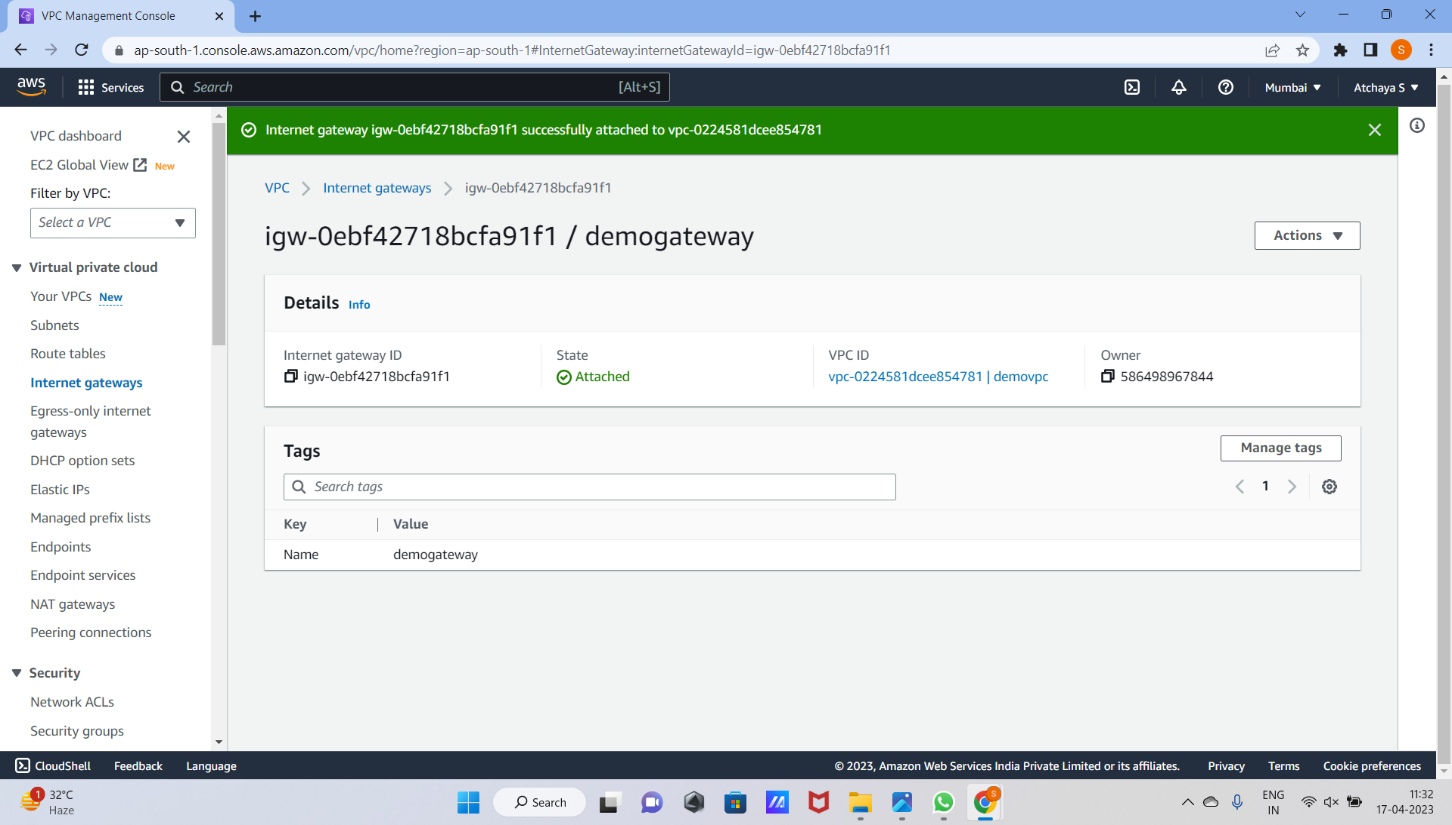 VPC Management Console
ap-south-1.console.aws.amazon.com/vpc/home?region=ap-south-1#InternetGateway:internetGatewayId=igw-0ebf42718bcfa91f1
S
aws
Services
Search
[Alt+S]
Mumbai
Atchaya S
VPC dashboard
EC2 Global View New
Filter by VPC:
Select a VPC
Virtual private cloud
Your VPCs New
Subnets
Route tables
Internet gateways
Egress-only internet
gateways
DHCP option sets
Elastic IPs
Managed prefix lists
Endpoints
Endpoint services
NAT gateways
Peering connections
Security
Network ACLs
Security groups
Internet gateway igw-0ebf42718bcfa91f1 successfully attached to vpc-0224581dcee854781
VPC
Internet gateways
igw-0ebf42718bcfa91f1
igw-0ebf42718bcfa91f1 / demogateway
Actions
Details Info
Internet gateway ID
igw-0ebf42718bcfa91f1
State
Attached
VPC ID
vpc-0224581dcee854781 | demovpc
Owner
586498967844
Tags
Manage tags
Search tags
1
Key
Value
Name
demogateway
CloudShell
Feedback
Language
© 2023, Amazon Web Services India Private Limited or its affiliates.
Privacy
Terms
Cookie preferences
1
32°C
Haze
Search
S
ENG
IN
11:32
17-04-2023